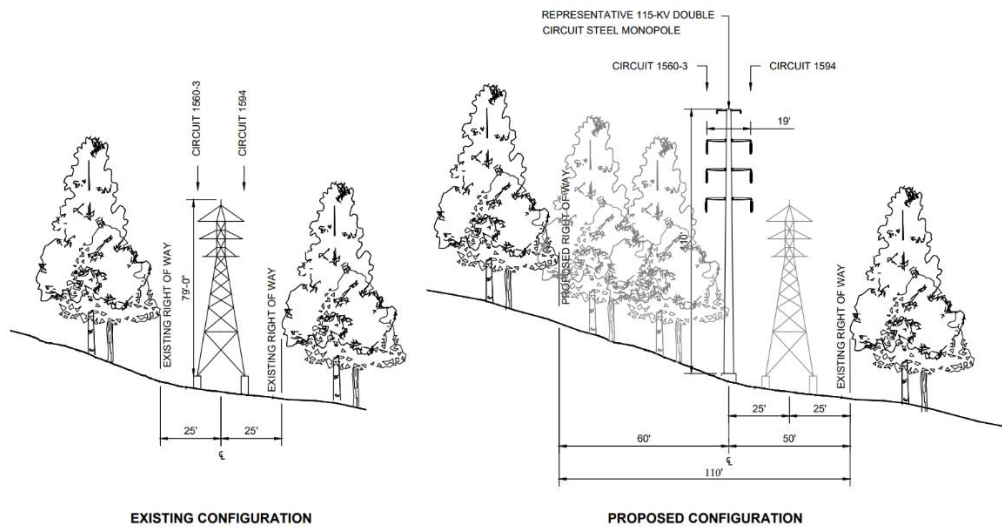 REPRESENTATIVE 115-KV DOUBLE
CIRCUIT STEEL MONOPOLE
CIRCUIT 1560-3
CIRCUIT 1594
CIRCUIT 1560-3
CIRCUIT 1594
19'
EXISTING RIGHT OF WAY
79'-0"
EXISTING RIGHT OF WAY
PROPOSED RIGHT OF WAY
110'
EXISTING RIGHT OF WAY
25'
25'
℄
25'
25'
60'
50'
℄
110'
EXISTING CONFIGURATION
PROPOSED CONFIGURATION